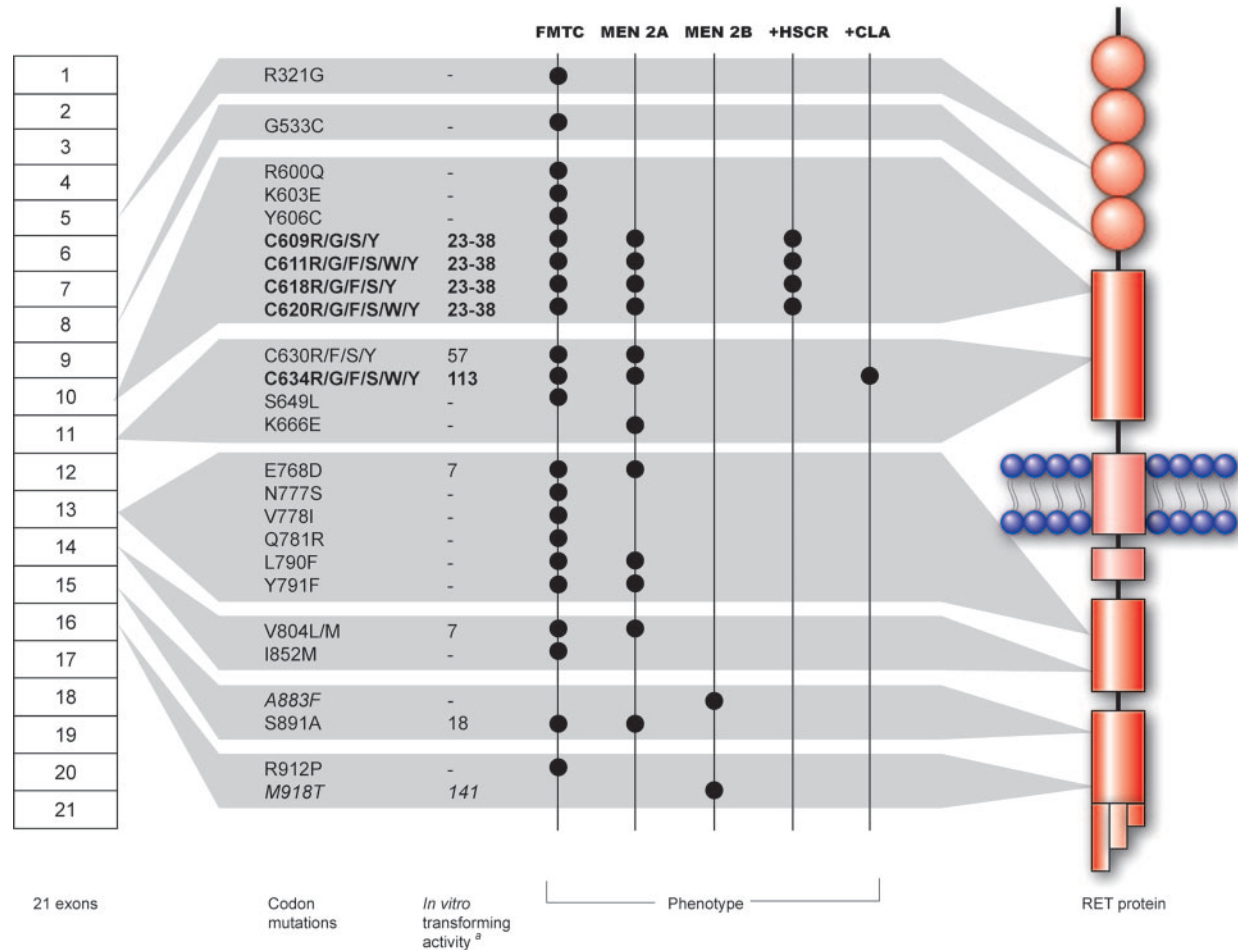 FMTC MEN 2A MEN 2B +HSCR +CLA
1
2
3
4
5
6
7
8
9
10
11
12
13
14
15
16
17
18
19
20
21
R321G -
G533C -
R600Q -
K603E -
Y606C -
C609R/G/S/Y 23-38
C611R/G/F/S/W/Y 23-38
C618R/G/F/S/Y 23-38
C620R/G/F/S/W/Y 23-38
C630R/F/S/Y 57
C634R/G/F/S/W/Y 113
S649L -
K666E -
E768D 7
N777S -
V778I -
Q781R -
L790F -
Y791F -
V804L/M 7
I852M -
A883F -
S891A 18
R912P -
M918T 141
21 exons
Codon
mutations
In vitro
transforming
activity a
Phenotype
RET protein